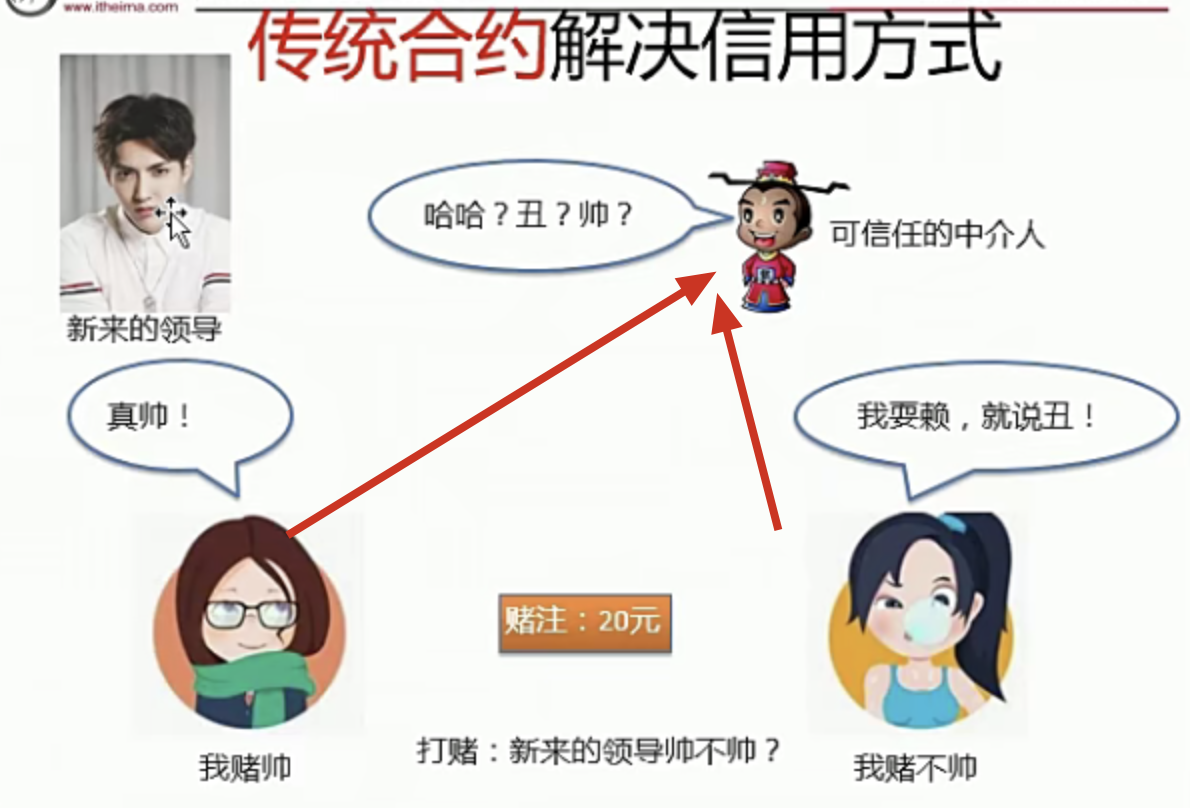 www.itheima.com
传统合约解决信用方式
哈哈？丑？帅？
可信任的中介人
新来的领导
真帅！
我耍赖，就说丑！
赌注：20元
打赌：新来的领导帅不帅？
我赌帅
我赌不帅